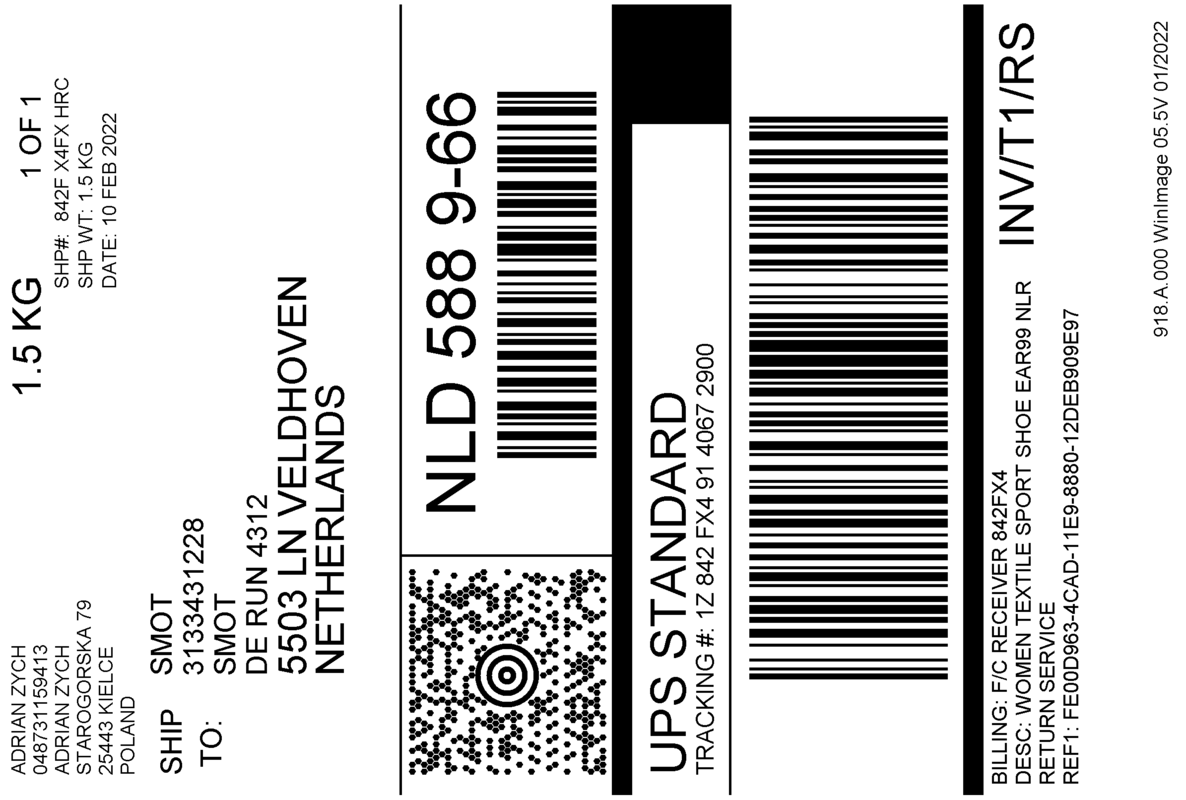 ADRIAN ZYCH
048731159413
ADRIAN ZYCH
STAROGORSKA 79
25443 KIELCE
POLAND
1.5 KG
1 OF 1
SHP#: 842F X4FX HRC
SHP WT: 1.5 KG
DATE: 10 FEB 2022
SHIP
TO:
SMOT
3133431228
SMOT
DE RUN 4312
5503 LN VELDHOVEN
NETHERLANDS
NLD 588 9-66
UPS STANDARD
TRACKING #: 1Z 842 FX4 91 4067 2900
BILLING: F/C RECEIVER 842FX4
DESC: WOMEN TEXTILE SPORT SHOE EAR99 NLR
RETURN SERVICE
REF1: FE00D963-4CAD-11E9-8880-12DEB909E97
INV/T1/RS
918.A.000 WinImage 05.5V 01/2022